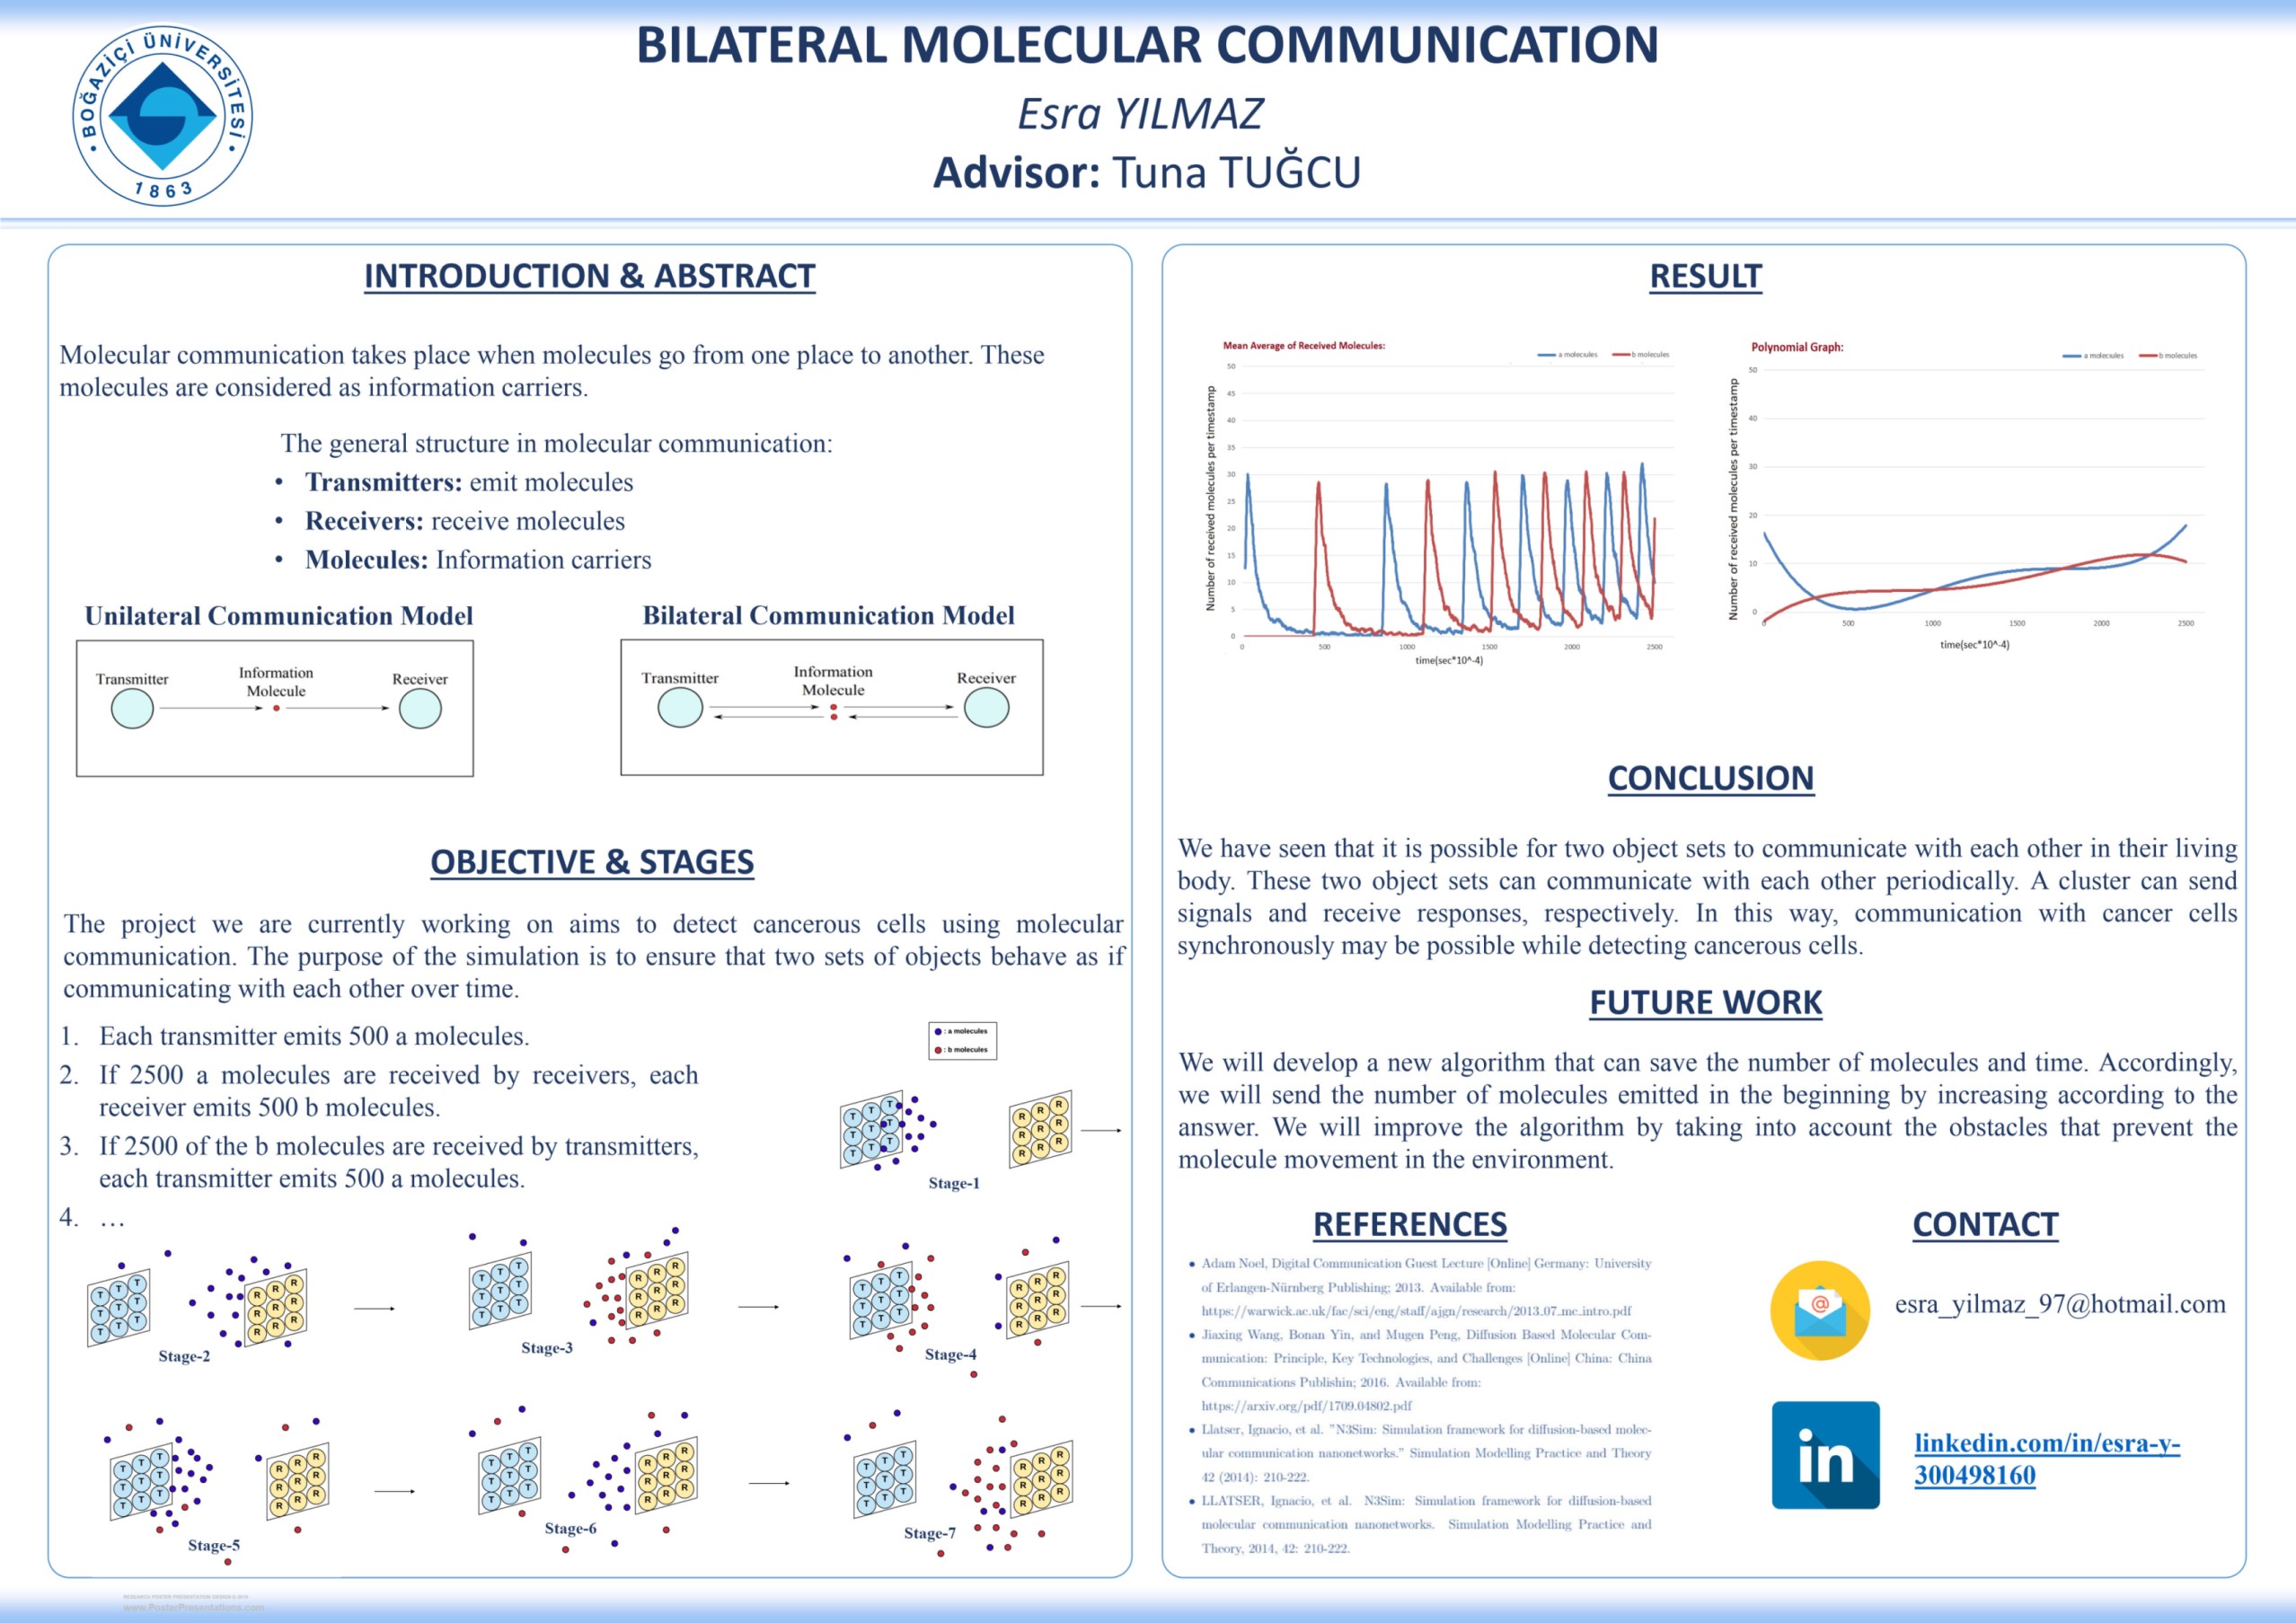 BOĞAZİÇİ ÜNİVERSİTESİ
1863
BILATERAL MOLECULAR COMMUNICATION
Esra YILMAZ
Advisor: Tuna TUĞCU
INTRODUCTION & ABSTRACT
Molecular communication takes place when molecules go from one place to another. These
molecules are considered as information carriers.
The general structure in molecular communication:
• Transmitters: emit molecules
• Receivers: receive molecules
• Molecules: Information carriers
Unilateral Communication Model
Transmitter
Information
Molecule
Receiver
Bilateral Communication Model
Transmitter
Information
Molecule
Receiver
OBJECTIVE & STAGES
The project we are currently working on aims to detect cancerous cells using molecular
communication. The purpose of the simulation is to ensure that two sets of objects behave as if
communicating with each other over time.
1. Each transmitter emits 500 a molecules.
2. If 2500 a molecules are received by receivers, each
receiver emits 500 b molecules.
3. If 2500 of the b molecules are received by transmitters,
each transmitter emits 500 a molecules.
4. …
: a molecules
: b molecules
T T T
T T T
T T T
R R R
R R R
R R R
Stage-1
T T T
T T T
T T T
R R R
R R R
R R R
Stage-2
T T T
T T T
T T T
R R R
R R R
R R R
Stage-3
T T T
T T T
T T T
R R R
R R R
R R R
Stage-4
T T T
T T T
T T T
R R R
R R R
R R R
Stage-5
T T T
T T T
T T T
R R R
R R R
R R R
Stage-6
T T T
T T T
T T T
R R R
R R R
R R R
Stage-7
RESULT
Mean Average of Received Molecules:
a molecules b molecules
Number of received molecules per timestamp
50
45
40
35
30
25
20
15
10
5
0
0 500 1000 1500 2000 2500
time(sec*10^-4)
Polynomial Graph:
a molecules b molecules
Number of received molecules per timestamp
50
40
30
20
10
0
0 500 1000 1500 2000 2500
time(sec*10^-4)
CONCLUSION
We have seen that it is possible for two object sets to communicate with each other in their living
body. These two object sets can communicate with each other periodically. A cluster can send
signals and receive responses, respectively. In this way, communication with cancer cells
synchronously may be possible while detecting cancerous cells.
FUTURE WORK
We will develop a new algorithm that can save the number of molecules and time. Accordingly,
we will send the number of molecules emitted in the beginning by increasing according to the
answer. We will improve the algorithm by taking into account the obstacles that prevent the
molecule movement in the environment.
REFERENCES
• Adam Noel, Digital Communication Guest Lecture [Online] Germany: University
of Erlangen-Nürnberg Publishing; 2013. Available from:
https://warwick.ac.uk/fac/sci/eng/staff/ajgn/research/2013.07_mc_intro.pdf
• Jiaxing Wang, Bonan Yin, and Mugen Peng, Diffusion Based Molecular Com-
munication: Principle, Key Technologies, and Challenges [Online] China: China
Communications Publishin; 2016. Available from:
https://arxiv.org/pdf/1709.04802.pdf
• Llatser, Ignacio, et al. "N3Sim: Simulation framework for diffusion-based molec-
ular communication nanonetworks." Simulation Modelling Practice and Theory
42 (2014): 210-222.
• LLATSER, Ignacio, et al. N3Sim: Simulation framework for diffusion-based
molecular communication nanonetworks. Simulation Modelling Practice and
Theory, 2014, 42: 210-222.
CONTACT
@
esra_yilmaz_97@hotmail.com
in
linkedin.com/in/esra-y-
300498160
RESEARCH POSTER PRESENTATION DESIGN © 2019
www.PosterPresentations.com